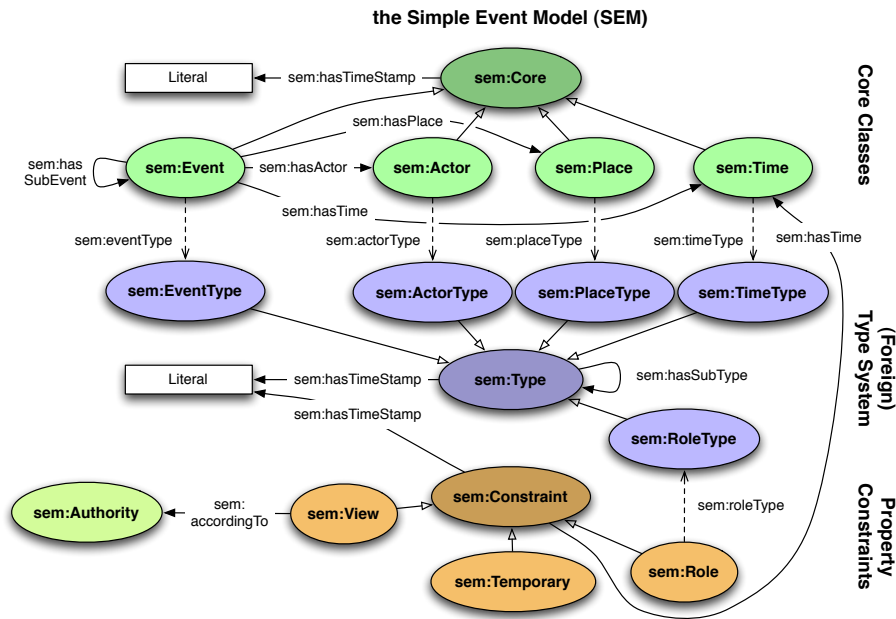 the Simple Event Model (SEM)
Literal
sem:hasTimeStamp
sem:Core
Core Classes
sem:hasPlace
sem:has
SubEvent
sem:Event
sem:hasActor
sem:Actor
sem:Place
sem:Time
sem:hasTime
sem:eventType
sem:actorType
sem:placeType
sem:timeType
sem:hasTime
sem:EventType
sem:ActorType
sem:PlaceType
sem:TimeType
(Foreign)
Type System
Literal
sem:hasTimeStamp
sem:Type
sem:hasSubType
sem:hasTimeStamp
sem:RoleType
sem:Constraint
sem:roleType
Property
Constraints
sem:Authority
sem:
accordingTo
sem:View
sem:Temporary
sem:Role